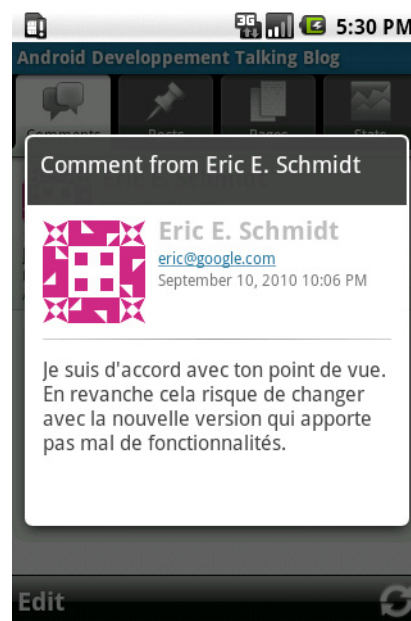 3G 5:30 PM
Android Developpement Talking Blog
Comments Posts Pages Stats
Comment from Eric E. Schmidt
Eric E. Schmidt
eric@google.com
September 10, 2010 10:06 PM
Je suis d'accord avec ton point de vue.
En revanche cela risque de changer
avec la nouvelle version qui apporte
pas mal de fonctionnalités.
Edit